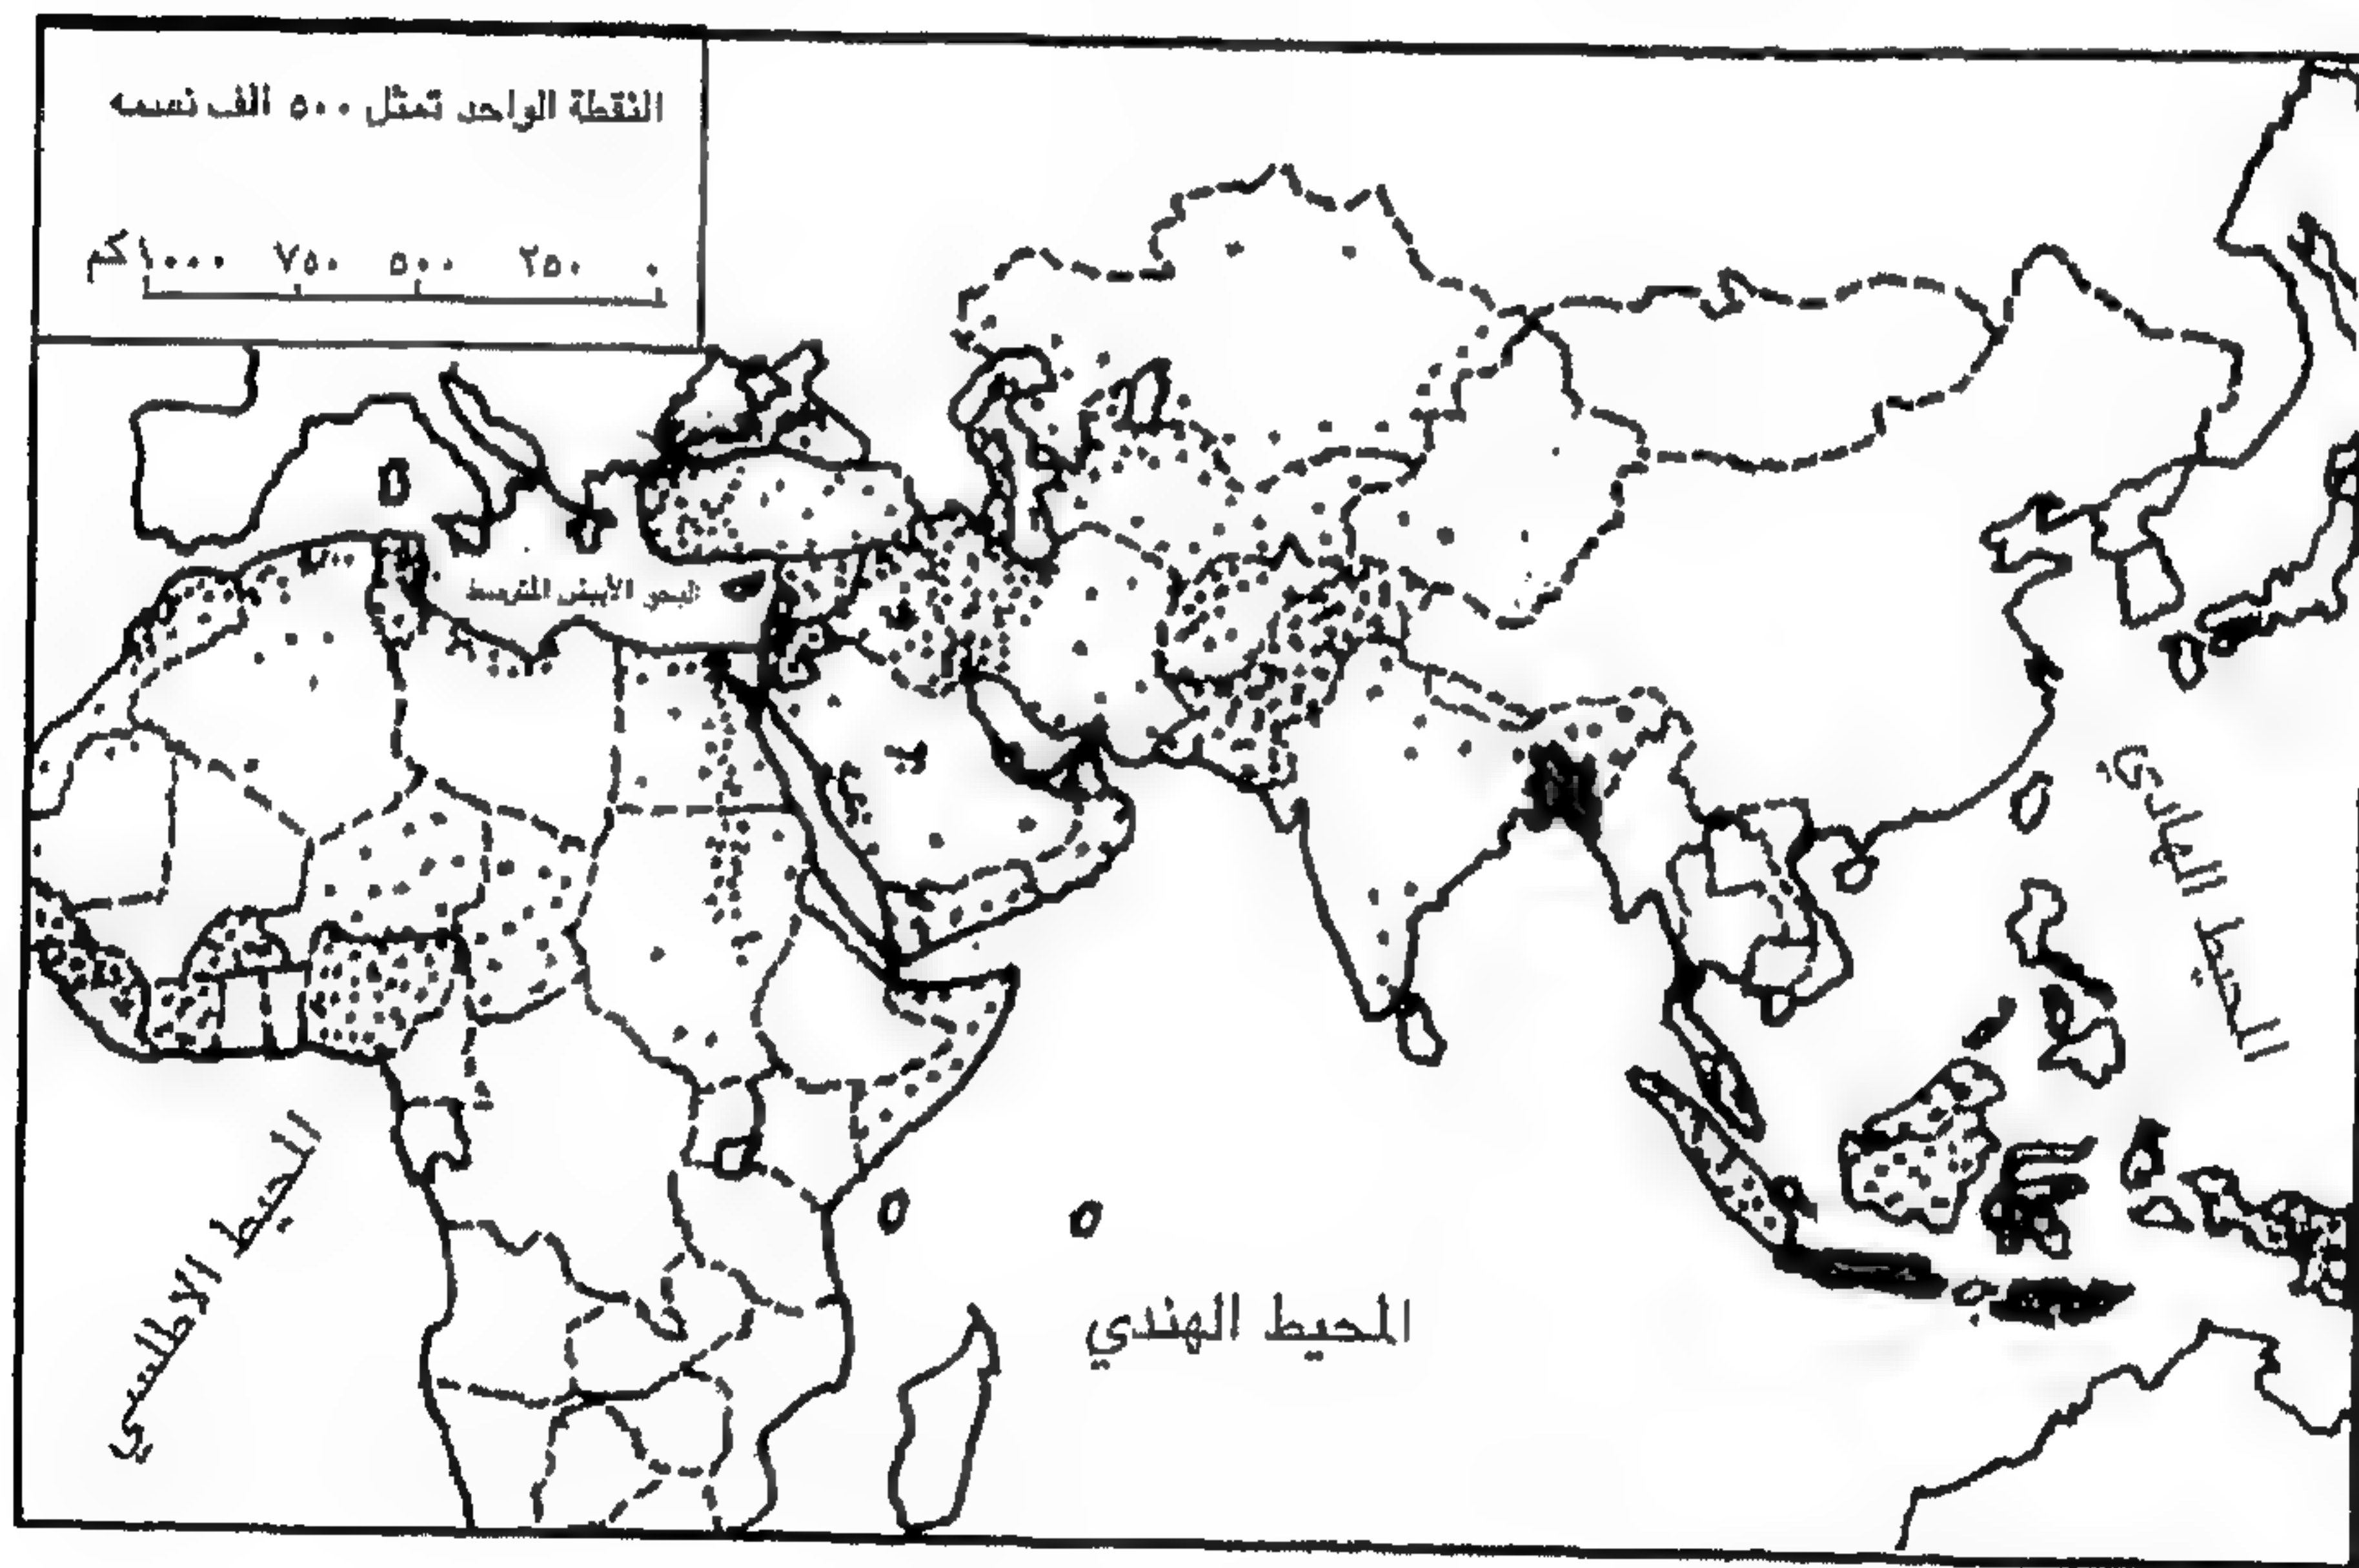 النقطة الواحد تمثل ٥٠٠ الف نسمه
٠ ٢٥٠ ٥٠٠ ٧٥٠ ١٠٠٠كم
البحر الأبيض المتوسط
المحيط الهادي
المحيط الاطلسي
المحيط الهندي